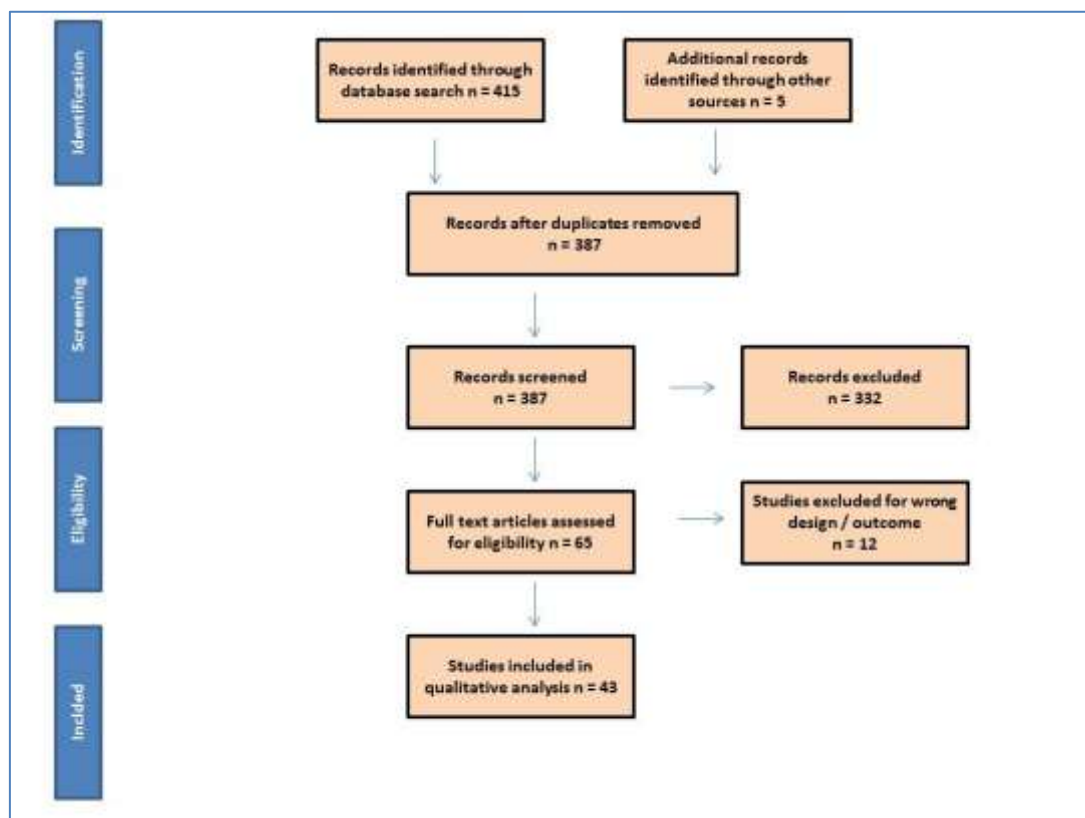 Identification
Records identified through
database search n = 415
Additional records
identified through other
sources n = 5
Records after duplicates removed
n = 387
Screening
Records screened
n = 387
Records excluded
n = 332
Eligibility
Full text articles assessed
for eligibility n = 65
Studies excluded for wrong
design / outcome
n = 12
Inclded
Studies included in
qualitative analysis n = 43